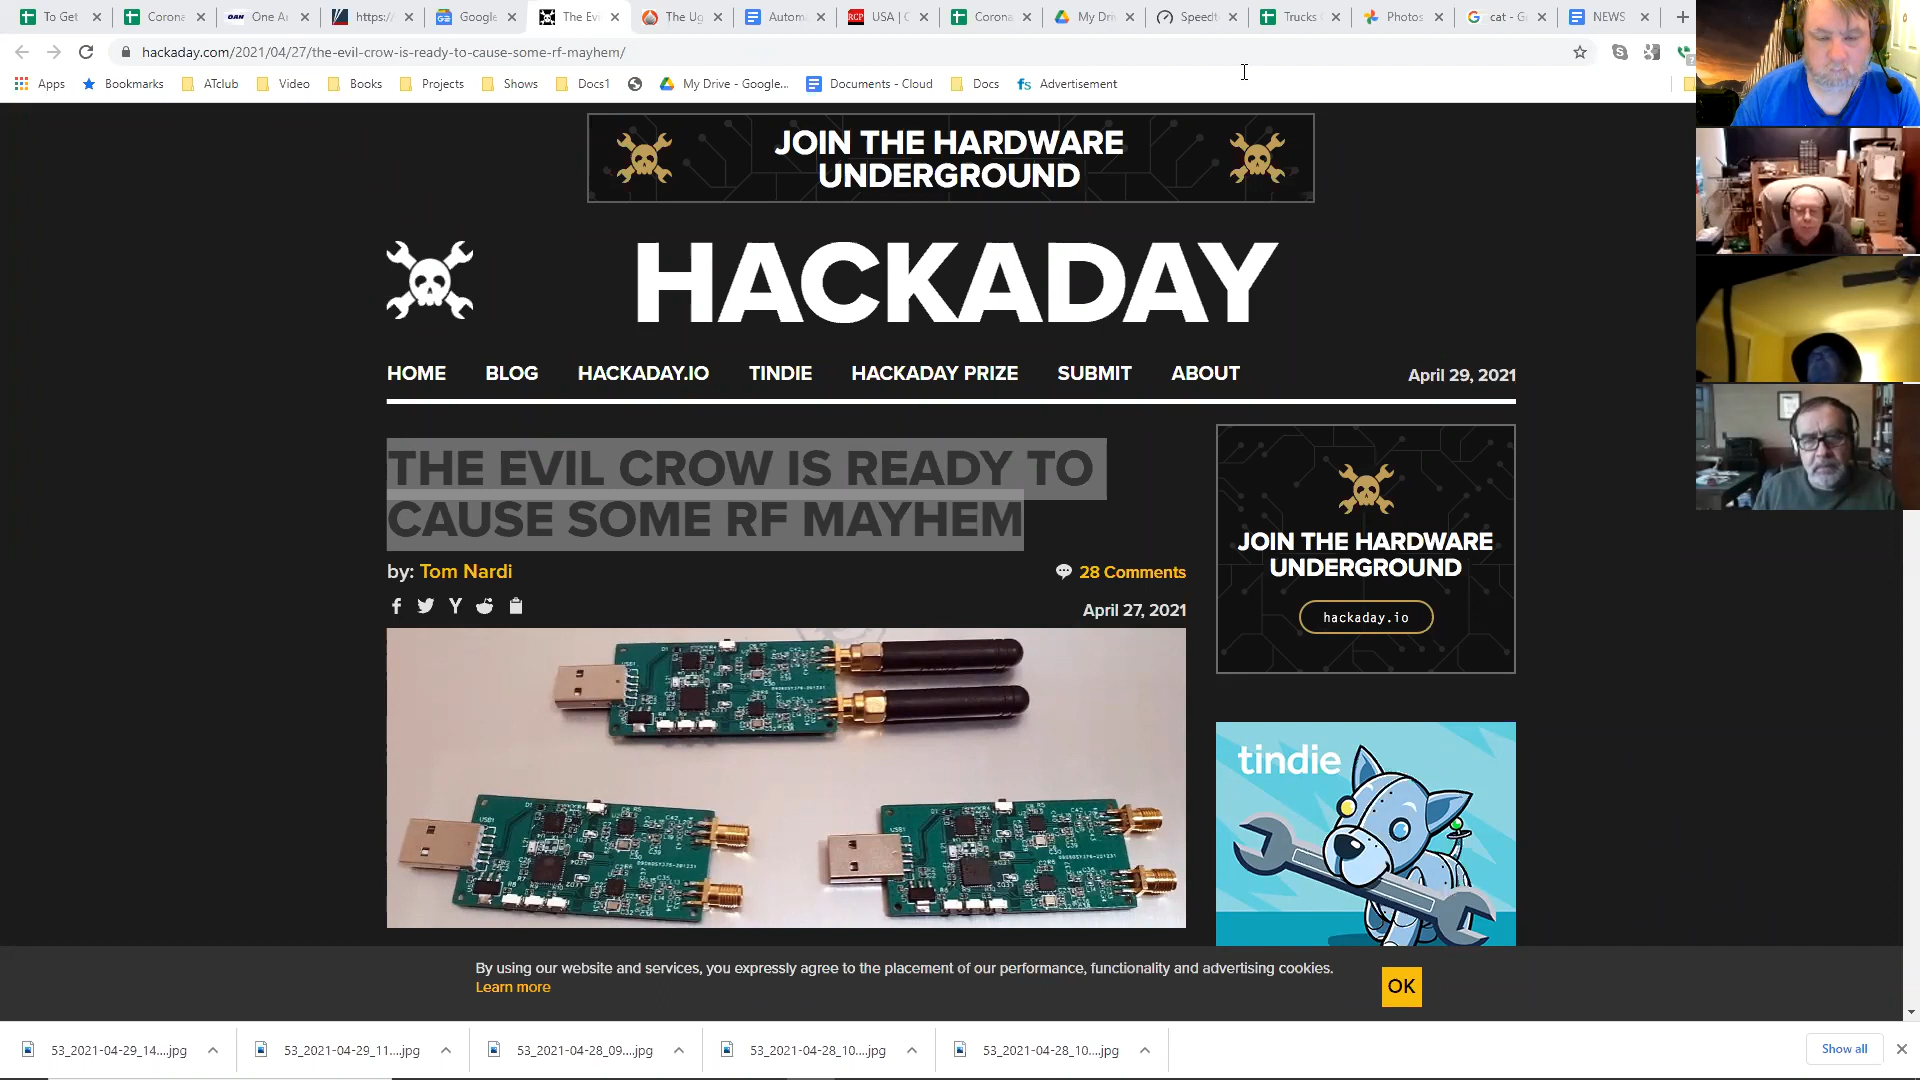 To Get
Corona
OAN One A
https:/
Google
The Evi
The Ug
Autom
RCP USA | C
Corona
My Dri
Speedt
Trucks
Photos
cat - G
NEWS
hackaday.com/2021/04/27/the-evil-crow-is-ready-to-cause-some-rf-mayhem/
Apps Bookmarks ATclub Video Books Projects Shows Docs1 My Drive - Google... Documents - Cloud Docs fs Advertisement
JOIN THE HARDWARE
UNDERGROUND
HACKADAY
HOME BLOG HACKADAY.IO TINDIE HACKADAY PRIZE SUBMIT ABOUT April 29, 2021
THE EVIL CROW IS READY TO
CAUSE SOME RF MAYHEM
by: Tom Nardi
28 Comments
April 27, 2021
JOIN THE HARDWARE
UNDERGROUND
hackaday.io
tindie
By using our website and services, you expressly agree to the placement of our performance, functionality and advertising cookies.
Learn more
OK
53_2021-04-29_14....jpg
53_2021-04-29_11....jpg
53_2021-04-28_09....jpg
53_2021-04-28_10....jpg
53_2021-04-28_10....jpg
Show all